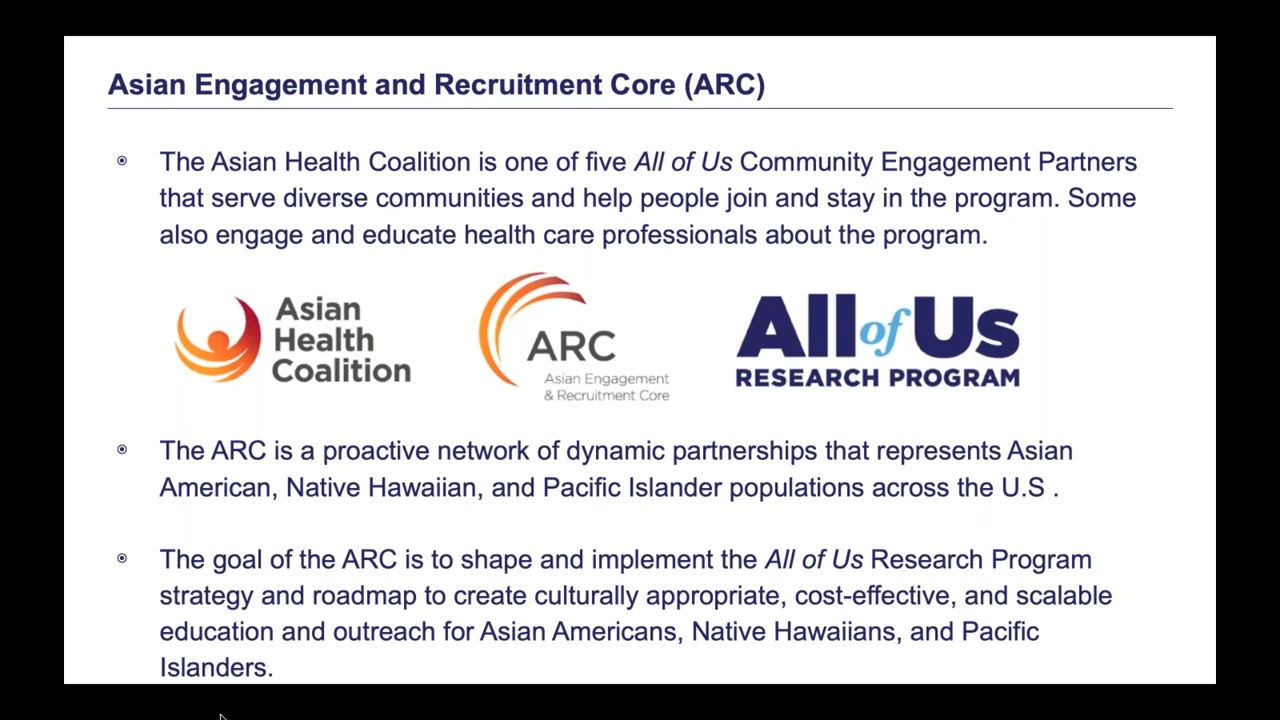 Asian Engagement and Recruitment Core (ARC)
The Asian Health Coalition is one of five All of Us Community Engagement Partners
that serve diverse communities and help people join and stay in the program. Some
also engage and educate health care professionals about the program.
Asian
Health
Coalition
ARC
Asian Engagement
& Recruitment Core
All of Us
RESEARCH PROGRAM
The ARC is a proactive network of dynamic partnerships that represents Asian
American, Native Hawaiian, and Pacific Islander populations across the U.S .
The goal of the ARC is to shape and implement the All of Us Research Program
strategy and roadmap to create culturally appropriate, cost-effective, and scalable
education and outreach for Asian Americans, Native Hawaiians, and Pacific
Islanders.